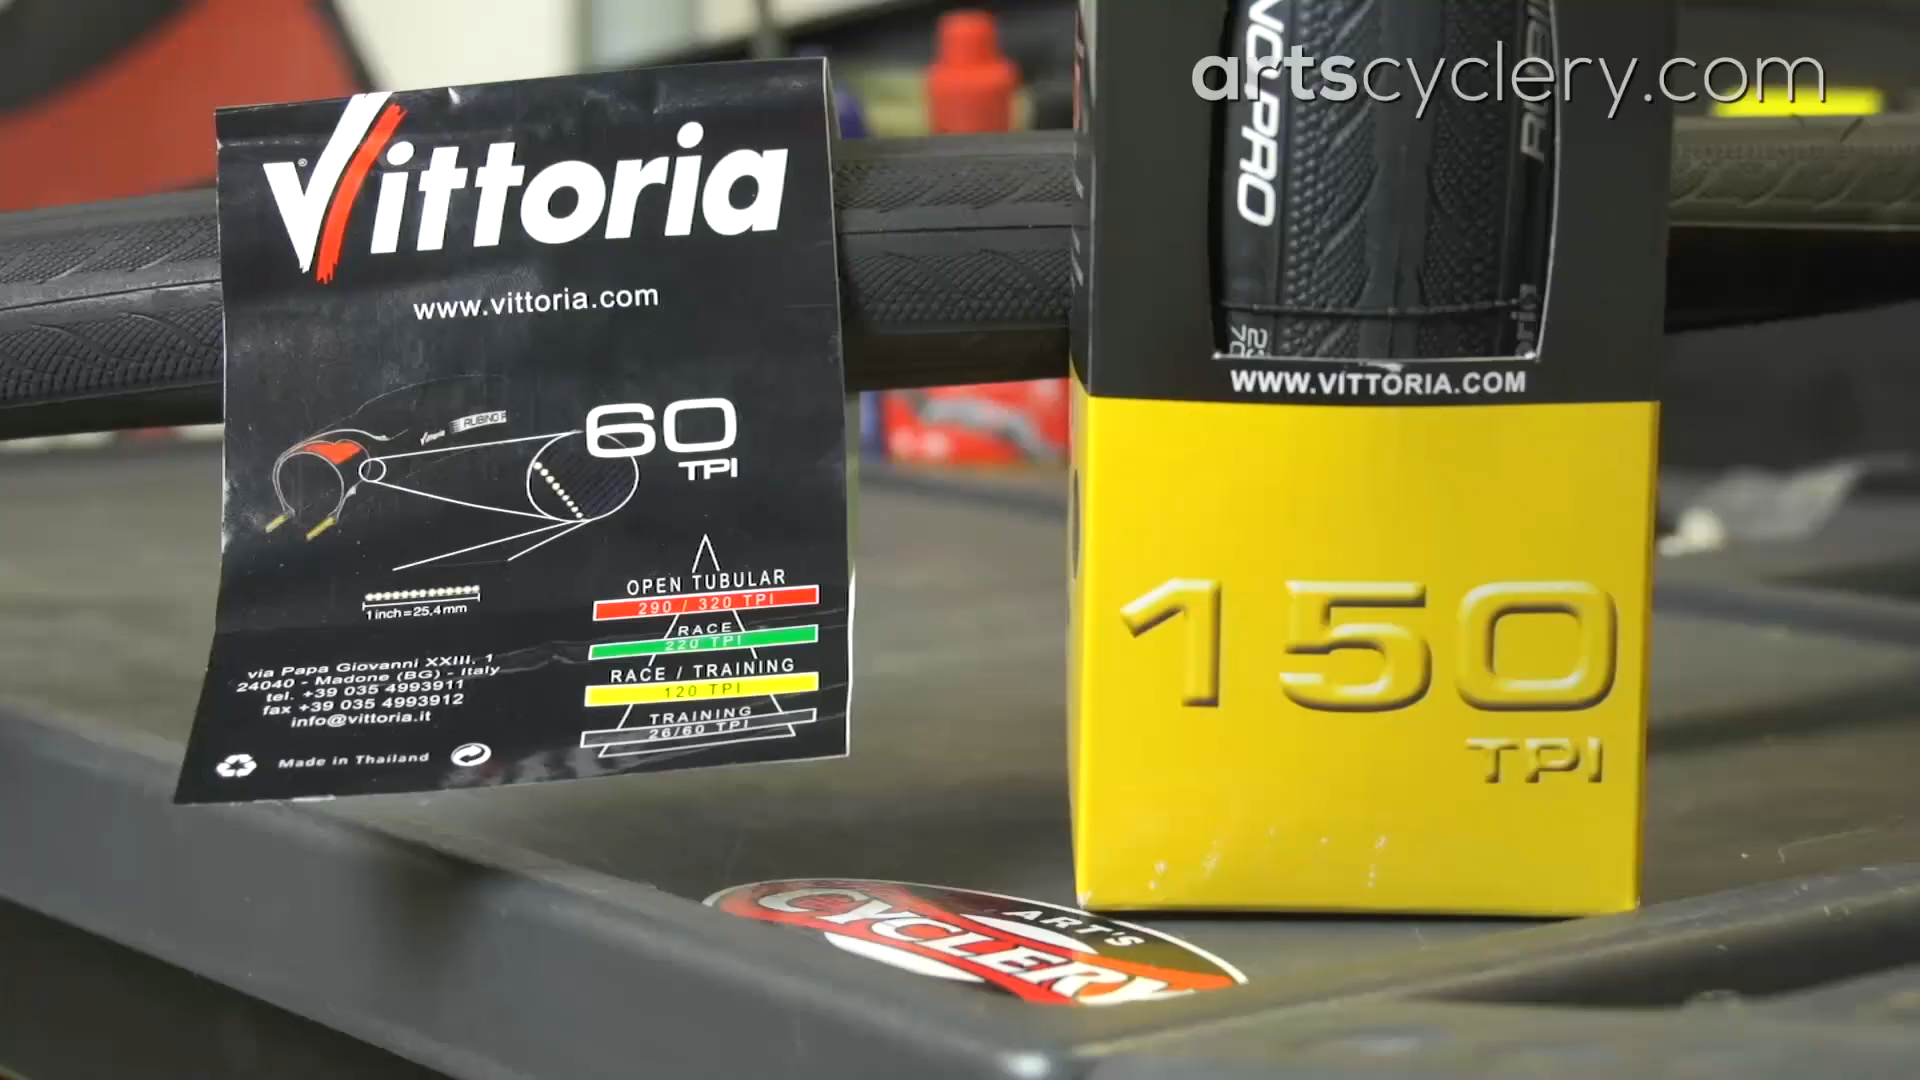 artscyclery.com
Vittoria
www.vittoria.com
60
TPI
Vittoria RUBINO
1 inch=25,4mm
OPEN TUBULAR
290 / 320 TPI
RACE
220 TPI
RACE / TRAINING
120 TPI
TRAINING
26/60 TPI
via Papa Giovanni XXIII, 1
24040 - Madone (BG) - Italy
tel. +39 035 4993911
fax +39 035 4993912
info@vittoria.it
Made in Thailand
NO PRO
WWW.VITTORIA.COM
150
TPI
ART'S
CYCLERY